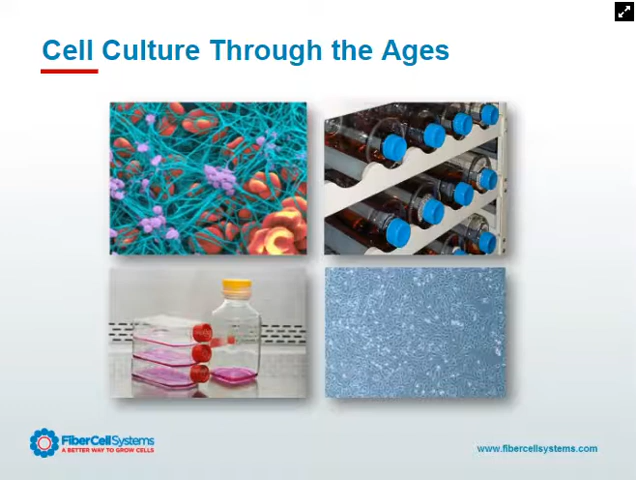 Cell Culture Through the Ages
FiberCellSystems
A BETTER WAY TO GROW CELLS
www.fibercellsystems.com